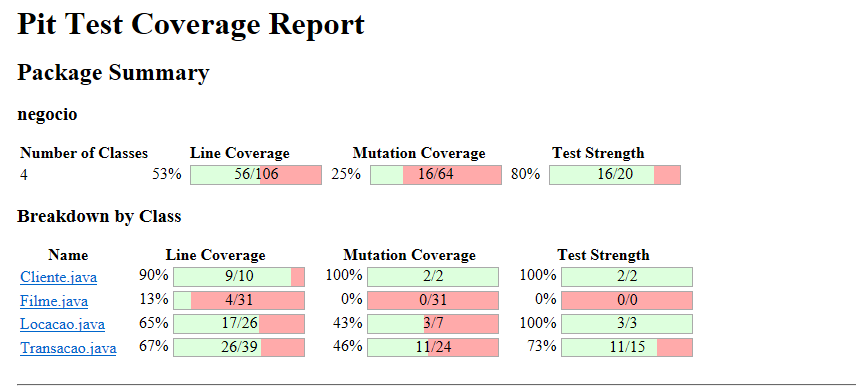 Pit Test Coverage Report
Package Summary
negocio
Number of Classes Line Coverage Mutation Coverage Test Strength
4 53% 56/106 25% 16/64 80% 16/20
Breakdown by Class
Name Line Coverage Mutation Coverage Test Strength
Cliente.java 90% 9/10 100% 2/2 100% 2/2
Filme.java 13% 4/31 0% 0/31 0% 0/0
Locacao.java 65% 17/26 43% 3/7 100% 3/3
Transacao.java 67% 26/39 46% 11/24 73% 11/15